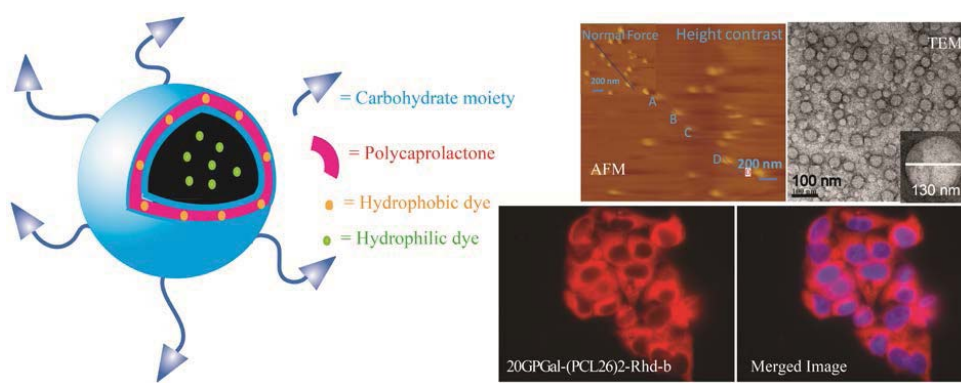 = Carbohydrate moiety
= Polycaprolactone
= Hydrophobic dye
= Hydrophilic dye
Normal Force
Height contrast
200 nm
A
B
C
D
200 nm
AFM
TEM
100 nm
130 nm
20GPGal-(PCL26)2-Rhd-b
Merged Image